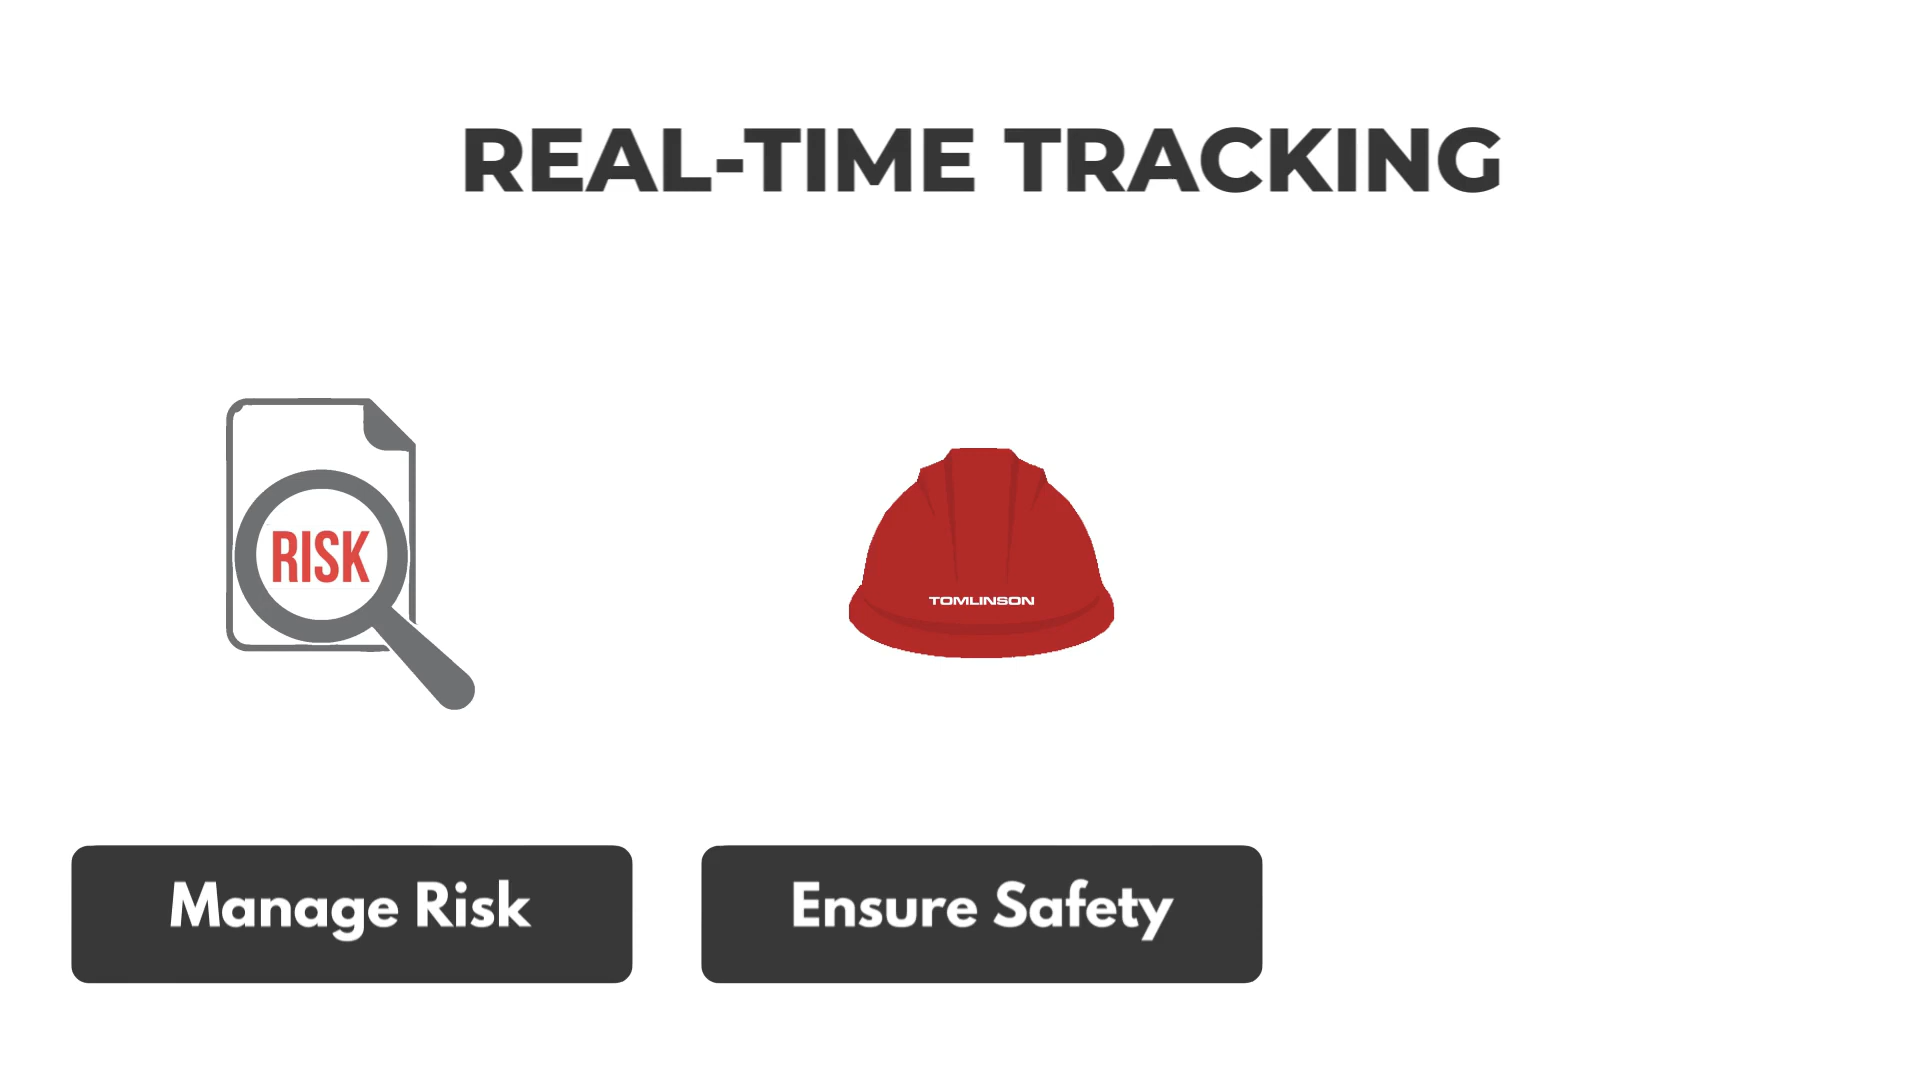 REAL-TIME TRACKING
RISK
TOMLINSON
Manage Risk
Ensure Safety